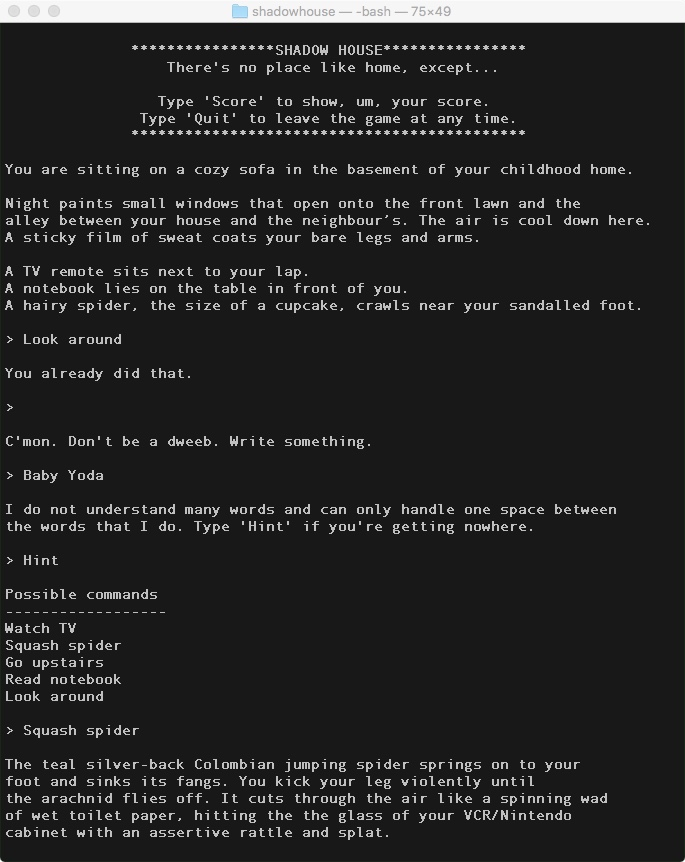 shadowhouse — -bash — 75×49
****************SHADOW HOUSE****************
There's no place like home, except...
Type 'Score' to show, um, your score.
Type 'Quit' to leave the game at any time.
********************************************
You are sitting on a cozy sofa in the basement of your childhood home.
Night paints small windows that open onto the front lawn and the
alley between your house and the neighbour’s. The air is cool down here.
A sticky film of sweat coats your bare legs and arms.
A TV remote sits next to your lap.
A notebook lies on the table in front of you.
A hairy spider, the size of a cupcake, crawls near your sandalled foot.
> Look around
You already did that.
>
C'mon. Don't be a dweeb. Write something.
> Baby Yoda
I do not understand many words and can only handle one space between
the words that I do. Type 'Hint' if you're getting nowhere.
> Hint
Possible commands
------------------
Watch TV
Squash spider
Go upstairs
Read notebook
Look around
> Squash spider
The teal silver-back Colombian jumping spider springs on to your
foot and sinks its fangs. You kick your leg violently until
the arachnid flies off. It cuts through the air like a spinning wad
of wet toilet paper, hitting the the glass of your VCR/Nintendo
cabinet with an assertive rattle and splat.